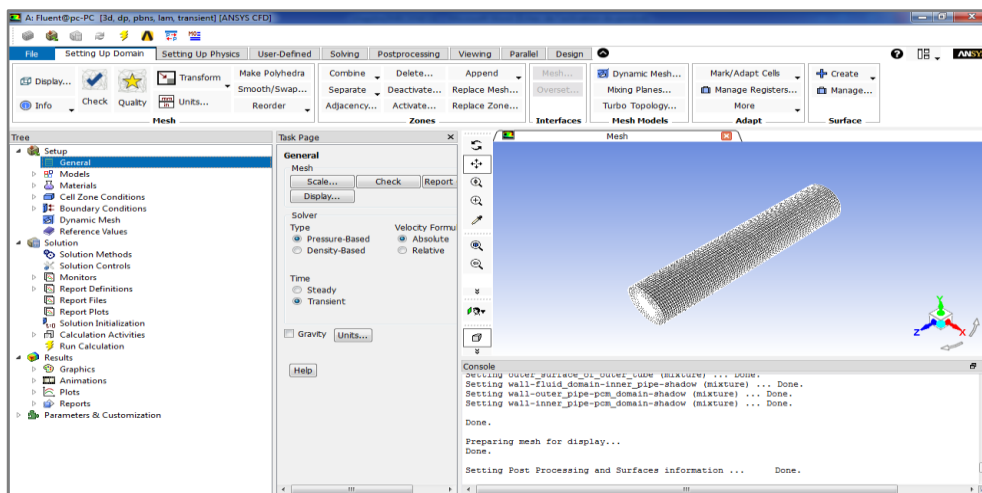 A: Fluent@pc-PC [3d, dp, pbns, lam, transient] [ANSYS CFD]
File Setting Up Domain Setting Up Physics User-Defined Solving Postprocessing Viewing Parallel Design
Display... Check Quality Transform Make Polyhedra Combine Delete... Append Mesh... Dynamic Mesh... Mark/Adapt Cells Create
Smooth/Swap... Separate Deactivate... Replace Mesh... Overset... Mixing Planes... Manage Registers... Manage...
Info Units... Reorder Adjacency... Activate... Replace Zone... Turbo Topology... More
Mesh Zones Interfaces Mesh Models Adapt Surface
Tree
Setup
General
Models
Materials
Cell Zone Conditions
Boundary Conditions
Dynamic Mesh
Reference Values
Solution
Solution Methods
Solution Controls
Monitors
Report Definitions
Report Files
Report Plots
Solution Initialization
Calculation Activities
Run Calculation
Results
Graphics
Animations
Plots
Reports
Parameters & Customization
Task Page
General
Mesh
Scale... Check Report
Display...
Solver
Type Velocity Formu
Pressure-Based Absolute
Density-Based Relative
Time
Steady
Transient
Gravity Units...
Help
Mesh
Y
Z X
Console
Setting outer_surface_of_outer_tube (mixture) ... Done.
Setting wall-fluid_domain-inner_pipe-shadow (mixture) ... Done.
Setting wall-outer_pipe-pcm_domain-shadow (mixture) ... Done.
Setting wall-inner_pipe-pcm_domain-shadow (mixture) ... Done.
Done.
Preparing mesh for display...
Done.
Setting Post Processing and Surfaces information ... Done.